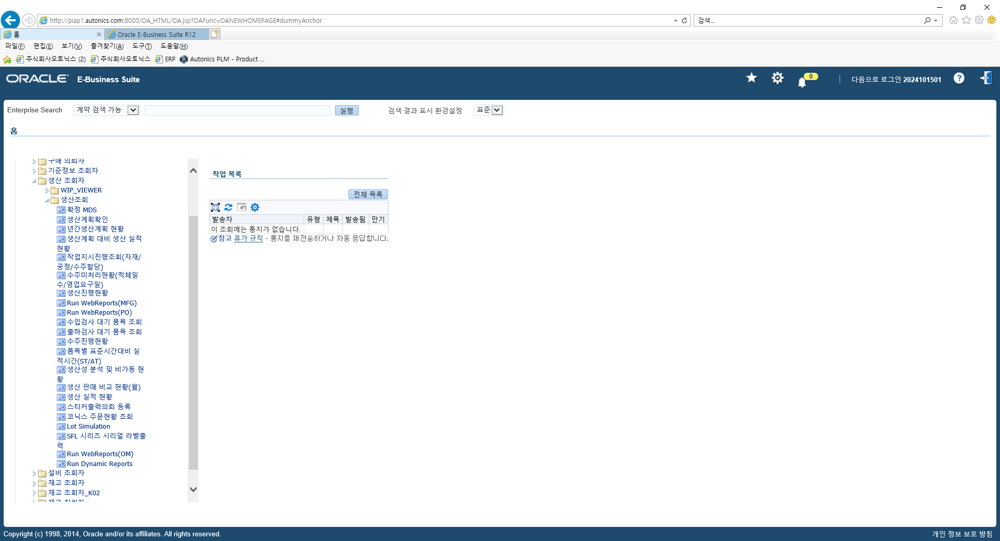 http://piap1.autonics.com:8000/OA_HTML/OA.jsp?OAFunc=OANEWHOMEPAGE#dummyAnchor
검색...
홈
Oracle E-Business Suite R12
파일(F) 편집(E) 보기(V) 즐겨찾기(A) 도구(T) 도움말(H)
주식회사오토닉스 (2) 주식회사오토닉스 ERP Autonics PLM - Product ...
ORACLE E-Business Suite
0
다음으로 로그인 2024101501
Enterprise Search 계약 검색 가능 실행 검색 결과 표시 환경설정 표준
홈
구매 의뢰자
기준정보 조회자
생산 조회자
WIP_VIEWER
생산조회
확정 MDS
생산계획확인
년간생산계획 현황
생산계획 대비 생산 실적
현황
작업지시진행조회(자재/
공정/수주할당)
수주미처리현황(적체일
수/영업요구일)
생산진행현황
Run WebReports(MFG)
Run WebReports(PO)
수입검사 대기 품목 조회
출하검사 대기 품목 조회
수주진행현황
품목별 표준시간대비 실
적시간(ST/AT)
생산성 분석 및 비가동 현
황
생산 판매 비교 현황(월)
생산 실적 현황
스티커출력의뢰 등록
코닉스 주문현황 조회
Lot Simulation
SFL 시리즈 시리얼 라벨출
력
Run WebReports(OM)
Run Dynamic Reports
설비 조회자
재고 조회자
재고 조회자_K02
작업 목록
전체 목록
발송자 유형 제목 발송됨 만기
이 조회에는 통지가 없습니다.
참고 휴가 규칙 - 통지를 재전송하거나 자동 응답합니다.
Copyright (c) 1998, 2014, Oracle and/or its affiliates. All rights reserved.
개인 정보 보호 방침